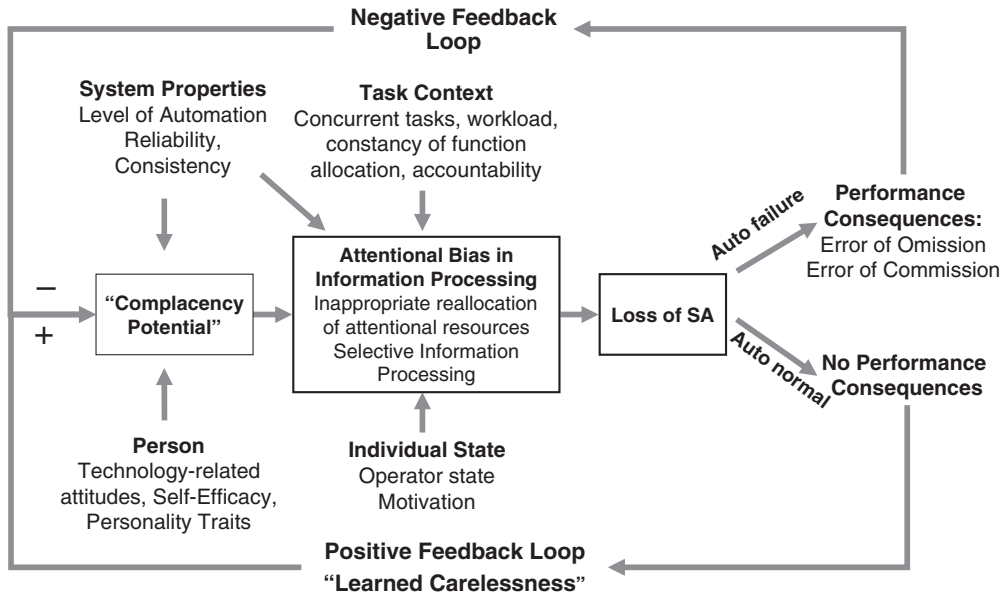 Negative Feedback
Loop
System Properties
Level of Automation
Reliability,
Consistency
Task Context
Concurrent tasks, workload,
constancy of function
allocation, accountability
Auto failure
Performance
Consequences:
Error of Omission
Error of Commission
Attentional Bias in
Information Processing
Inappropriate reallocation
of attentional resources
Selective Information
Processing
–
+
“Complacency
Potential”
Loss of SA
Auto normal
No Performance
Consequences
Person
Technology-related
attitudes, Self-Efficacy,
Personality Traits
Individual State
Operator state
Motivation
Positive Feedback Loop
“Learned Carelessness”